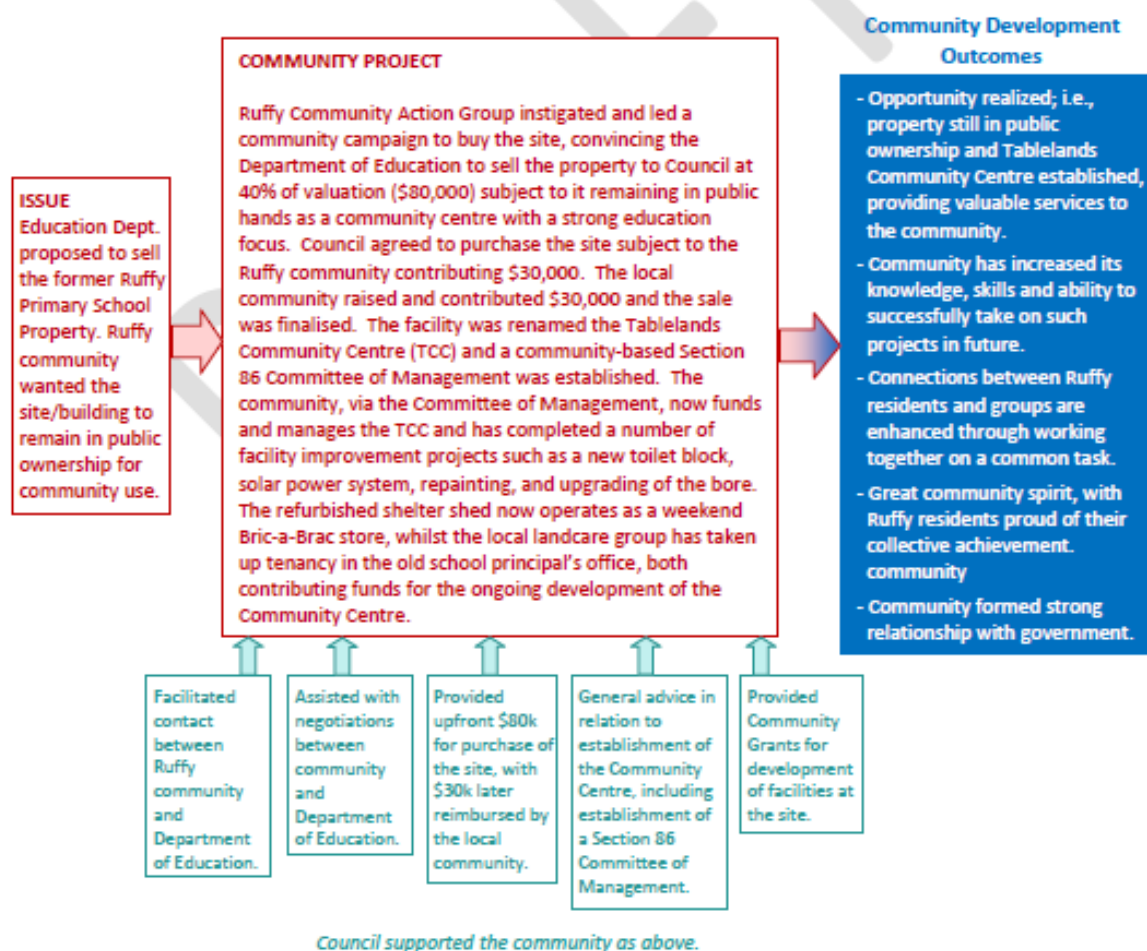 Community Development
Outcomes
COMMUNITY PROJECT
Ruffy Community Action Group instigated and led a
community campaign to buy the site, convincing the
Department of Education to sell the property to Council at
40% of valuation ($80,000) subject to it remaining in public
hands as a community centre with a strong education
focus. Council agreed to purchase the site subject to the
Ruffy community contributing $30,000. The local
community raised and contributed $30,000 and the sale
was finalised. The facility was renamed the Tablelands
Community Centre (TCC) and a community-based Section
86 Committee of Management was established. The
community, via the Committee of Management, now funds
and manages the TCC and has completed a number of
facility improvement projects such as a new toilet block,
solar power system, repainting, and upgrading of the bore.
The refurbished shelter shed now operates as a weekend
Bric-a-Brac store, whilst the local landcare group has taken
up tenancy in the old school principal's office, both
contributing funds for the ongoing development of the
Community Centre.
ISSUE
Education Dept.
proposed to sell
the former Ruffy
Primary School
Property. Ruffy
community
wanted the
site/building to
remain in public
ownership for
community use.
- Opportunity realized; i.e.,
property still in public
ownership and Tablelands
Community Centre established,
providing valuable services to
the community.
- Community has increased its
knowledge, skills and ability to
successfully take on such
projects in future.
- Connections between Ruffy
residents and groups are
enhanced through working
together on a common task.
- Great community spirit, with
Ruffy residents proud of their
collective achievement.
community
- Community formed strong
relationship with government.
Facilitated
contact
between
Ruffy
community
and
Department
of Education.
Assisted with
negotiations
between
community
and
Department
of Education.
Provided
upfront $80k
for purchase of
the site, with
$30k later
reimbursed by
the local
community.
General advice in
relation to
establishment of
the Community
Centre, including
establishment of
a Section 86
Committee of
Management.
Provided
Community
Grants for
development
of facilities at
the site.
Council supported the community as above.